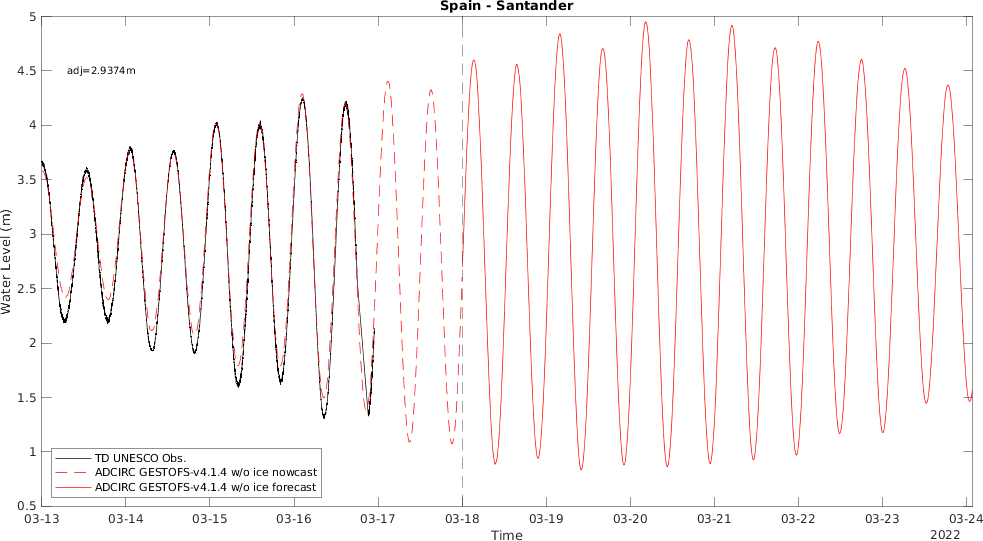 Spain - Santander
5
4.5
4
3.5
3
2.5
2
1.5
1
0.5
Water Level (m)
adj=2.9374m
TD UNESCO Obs.
ADCIRC GESTOFS-v4.1.4 w/o ice nowcast
ADCIRC GESTOFS-v4.1.4 w/o ice forecast
03-13 03-14 03-15 03-16 03-17 03-18 03-19 03-20 03-21 03-22 03-23 03-24
Time
2022